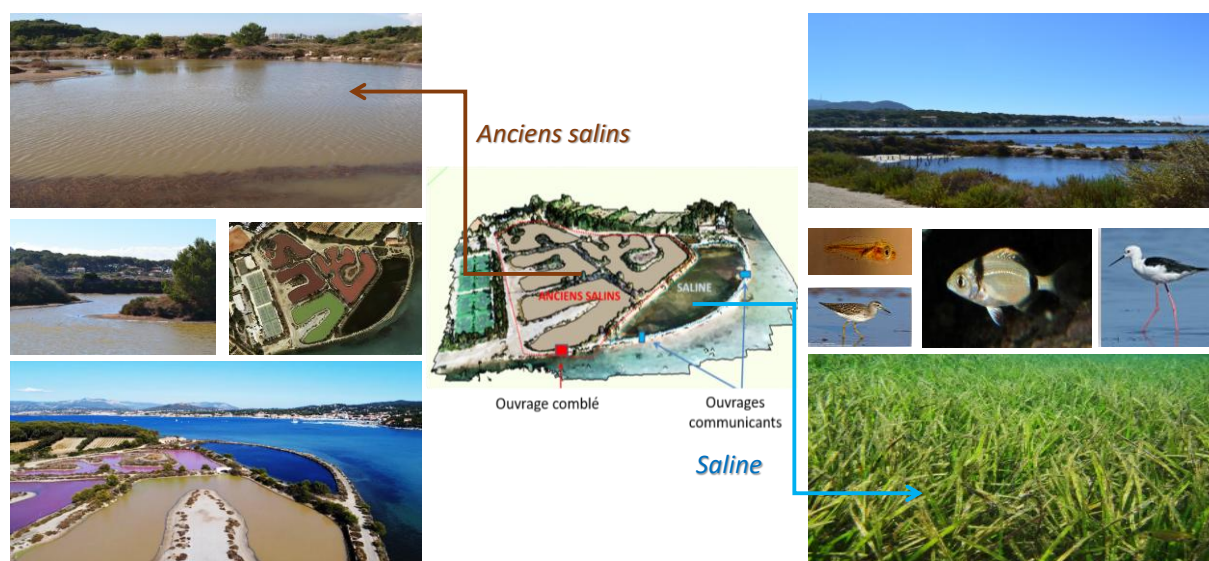 Anciens salins
ANCIENS SALINS
SALINE
Ouvrage comblé
Ouvrages
communicants
Saline